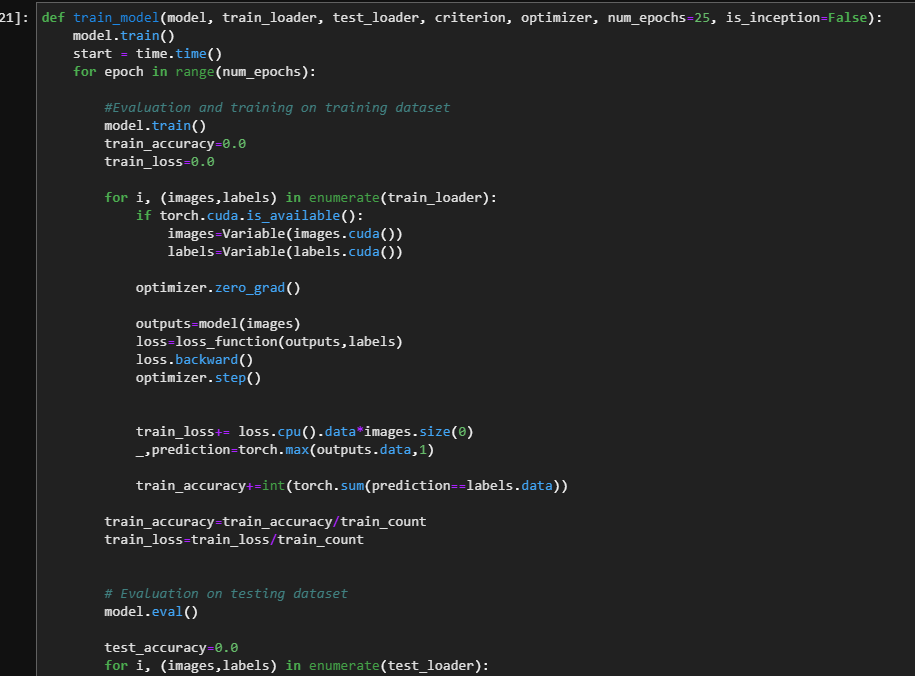 21]: def train_model(model, train_loader, test_loader, criterion, optimizer, num_epochs=25, is_inception=False):
model.train()
start = time.time()
for epoch in range(num_epochs):
#Evaluation and training on training dataset
model.train()
train_accuracy=0.0
train_loss=0.0
for i, (images,labels) in enumerate(train_loader):
if torch.cuda.is_available():
images=Variable(images.cuda())
labels=Variable(labels.cuda())
optimizer.zero_grad()
outputs=model(images)
loss=loss_function(outputs,labels)
loss.backward()
optimizer.step()
train_loss+= loss.cpu().data*images.size(0)
_,prediction=torch.max(outputs.data,1)
train_accuracy+=int(torch.sum(prediction==labels.data))
train_accuracy=train_accuracy/train_count
train_loss=train_loss/train_count
# Evaluation on testing dataset
model.eval()
test_accuracy=0.0
for i, (images,labels) in enumerate(test_loader):